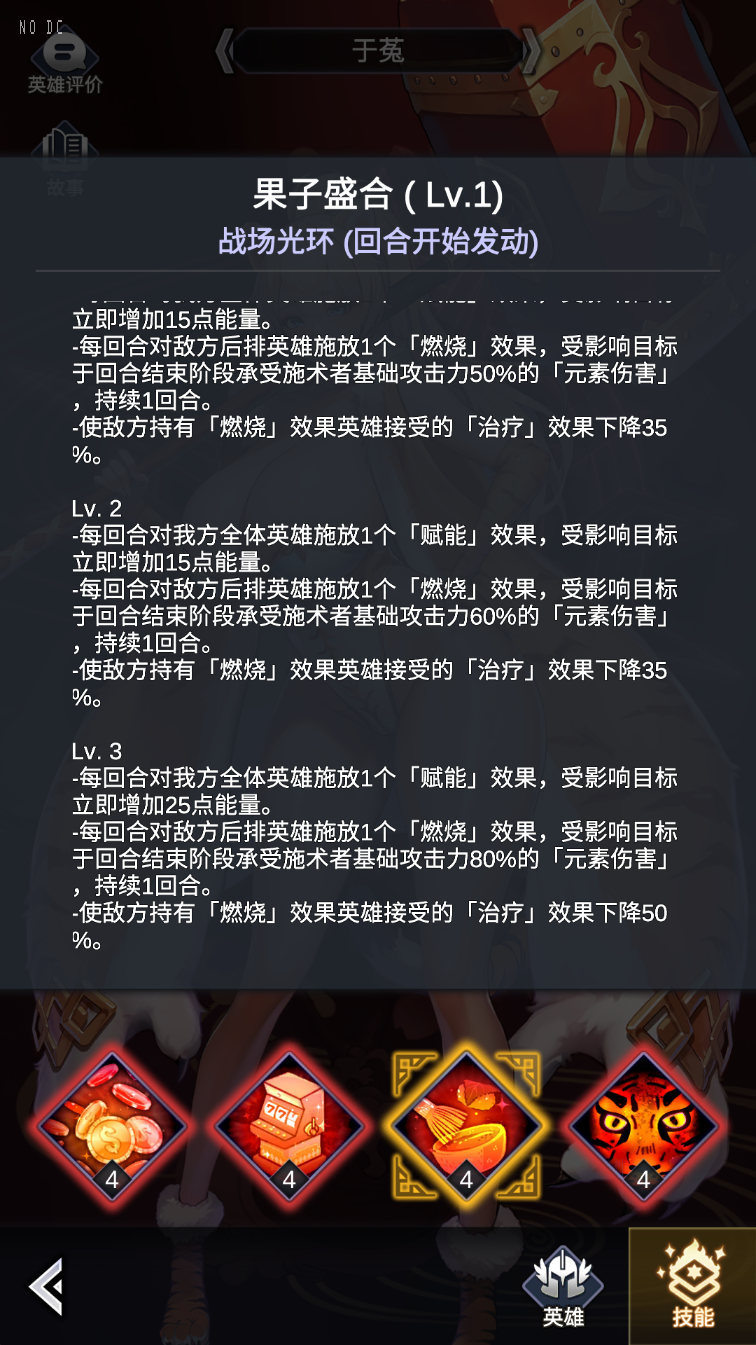 NO DC
于菟
英雄评价
故事
果子盛合 ( Lv.1)
战场光环 (回合开始发动)
立即增加15点能量。
-每回合对敌方后排英雄施放1个「燃烧」效果，受影响目标
于回合结束阶段承受施术者基础攻击力50%的「元素伤害」
，持续1回合。
-使敌方持有「燃烧」效果英雄接受的「治疗」效果下降35
%。
Lv. 2
-每回合对我方全体英雄施放1个「赋能」效果，受影响目标
立即增加15点能量。
-每回合对敌方后排英雄施放1个「燃烧」效果，受影响目标
于回合结束阶段承受施术者基础攻击力60%的「元素伤害」
，持续1回合。
-使敌方持有「燃烧」效果英雄接受的「治疗」效果下降35
%。
Lv. 3
-每回合对我方全体英雄施放1个「赋能」效果，受影响目标
立即增加25点能量。
-每回合对敌方后排英雄施放1个「燃烧」效果，受影响目标
于回合结束阶段承受施术者基础攻击力80%的「元素伤害」
，持续1回合。
-使敌方持有「燃烧」效果英雄接受的「治疗」效果下降50
%。
777
4
4
4
4
英雄
技能